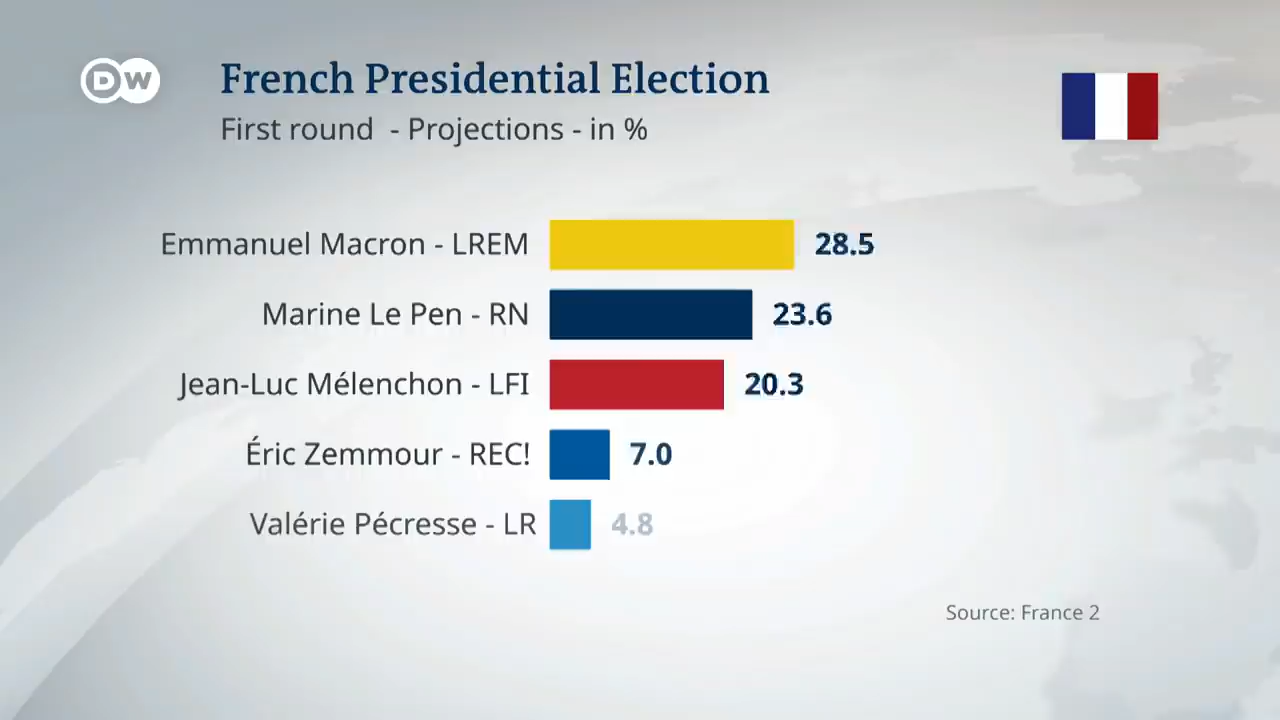 DW
French Presidential Election
First round - Projections - in %
Emmanuel Macron - LREM 28.5
Marine Le Pen - RN 23.6
Jean-Luc Mélenchon - LFI 20.3
Éric Zemmour - REC! 7.0
Valérie Pécresse - LR 4.8
Source: France 2